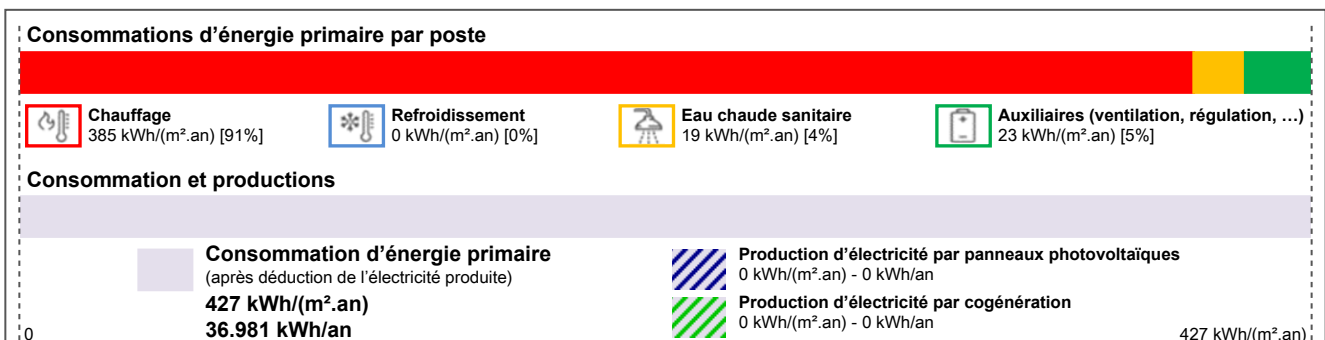 Consommations d’énergie primaire par poste
Chauffage
385 kWh/(m².an) [91%]
Refroidissement
0 kWh/(m².an) [0%]
Eau chaude sanitaire
19 kWh/(m².an) [4%]
Auxiliaires (ventilation, régulation, …)
23 kWh/(m².an) [5%]
Consommation et productions
Consommation d’énergie primaire
(après déduction de l’électricité produite)
427 kWh/(m².an)
36.981 kWh/an
Production d’électricité par panneaux photovoltaïques
0 kWh/(m².an) - 0 kWh/an
Production d’électricité par cogénération
0 kWh/(m².an) - 0 kWh/an
0
427 kWh/(m².an)